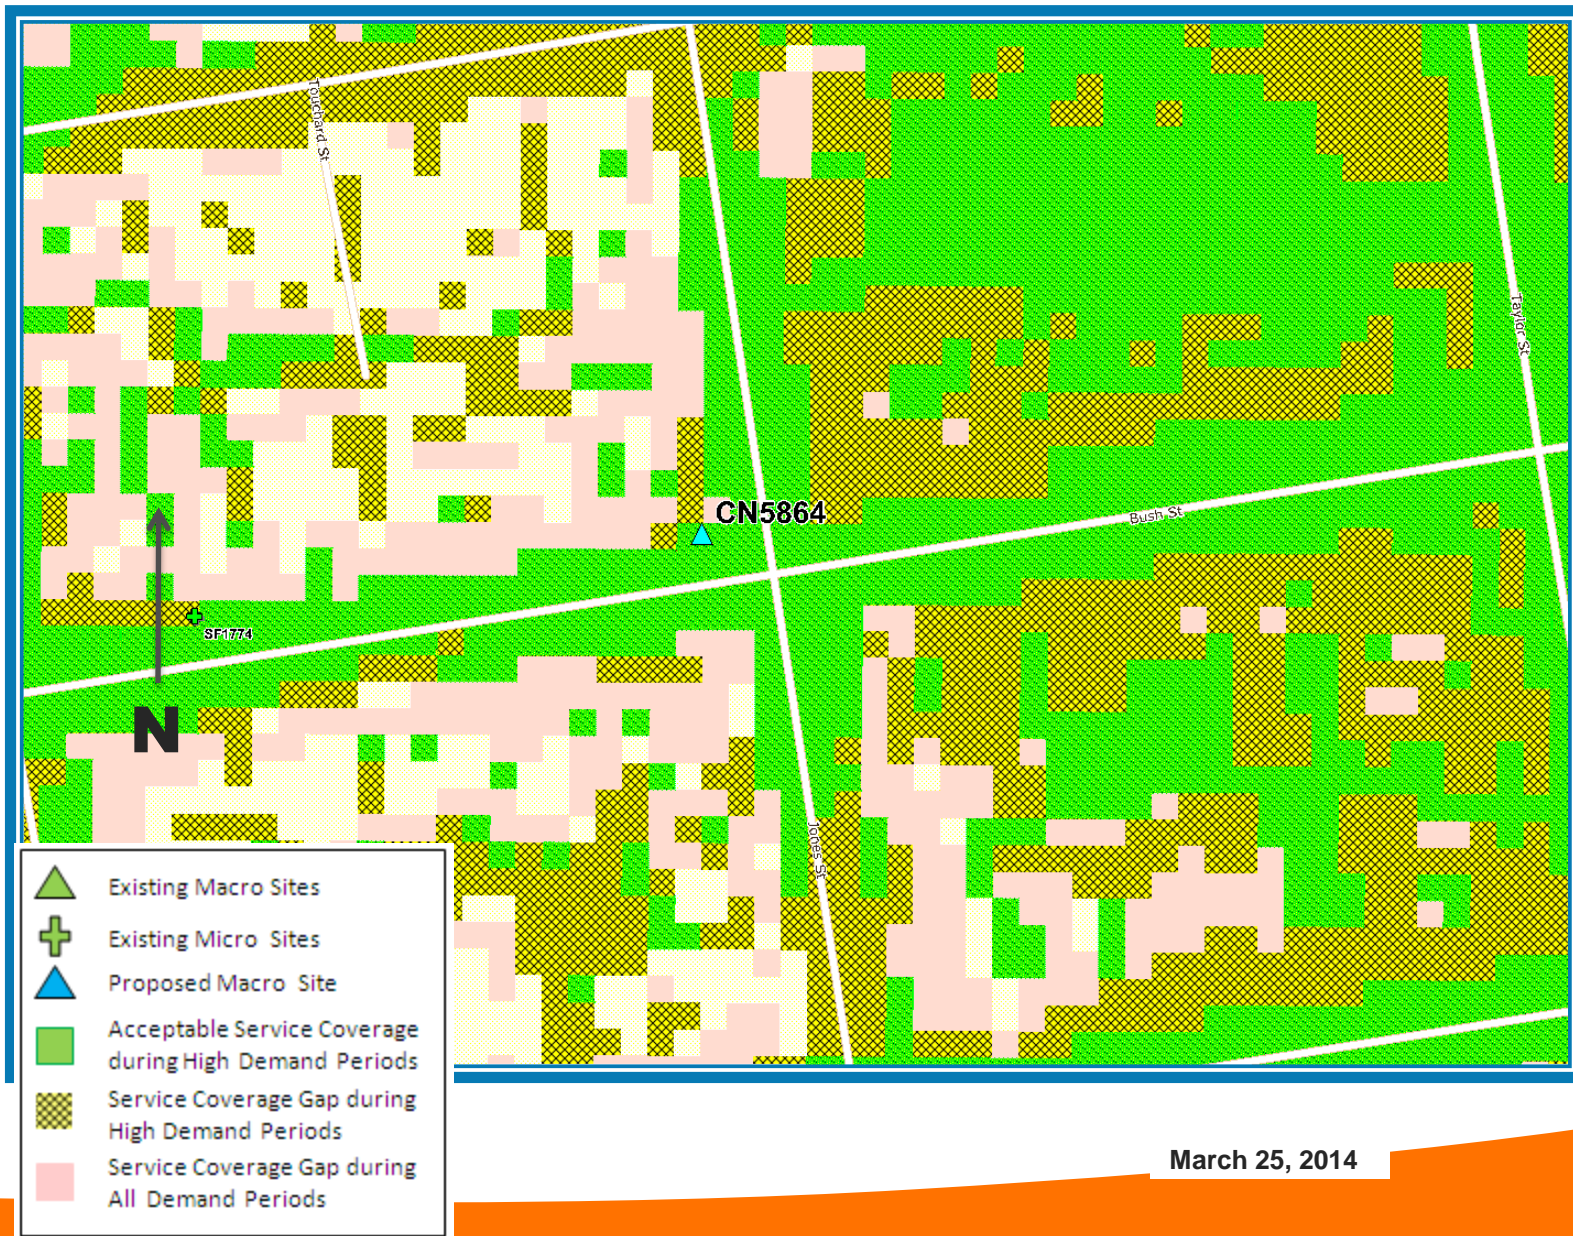 Touchard St
Taylor St
CN5864
Bush St
SF1774
N
Jones St
Existing Macro Sites
Existing Micro Sites
Proposed Macro Site
Acceptable Service Coverage
during High Demand Periods
Service Coverage Gap during
High Demand Periods
Service Coverage Gap during
All Demand Periods
March 25, 2014